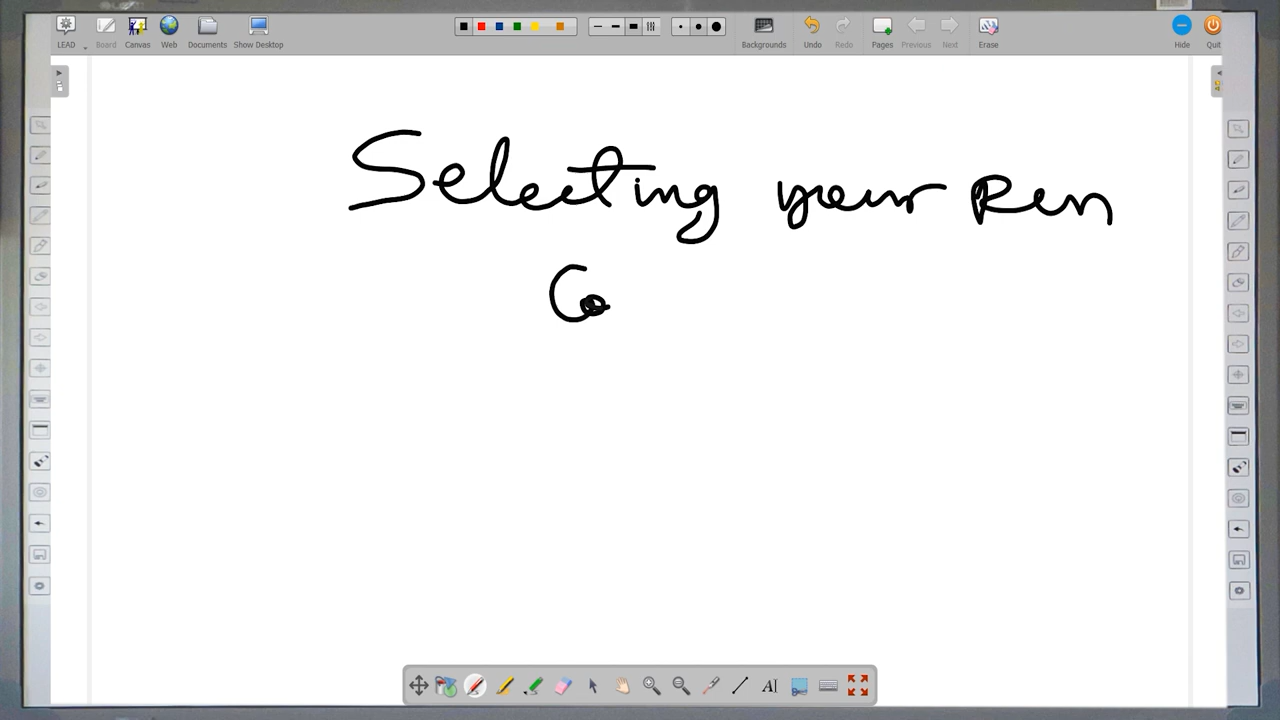 LEAD Board Canvas Web Documents Show Desktop Backgrounds Undo Redo Pages Previous Next Erase Hide Quit
Selecting your Pen
Co